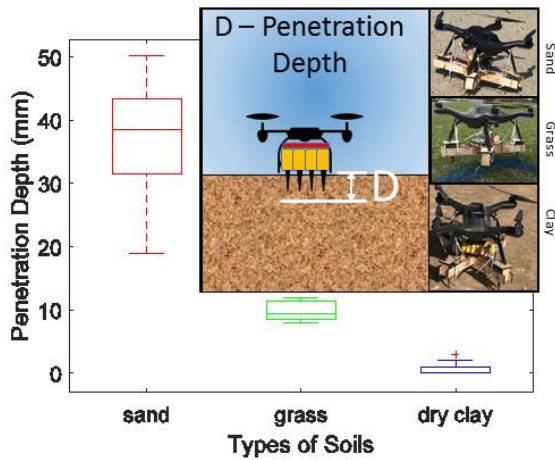 D – Penetration
Depth
D
Sand
Grass
Clay
Penetration Depth (mm)
50
40
30
20
10
0
sand grass dry clay
Types of Soils